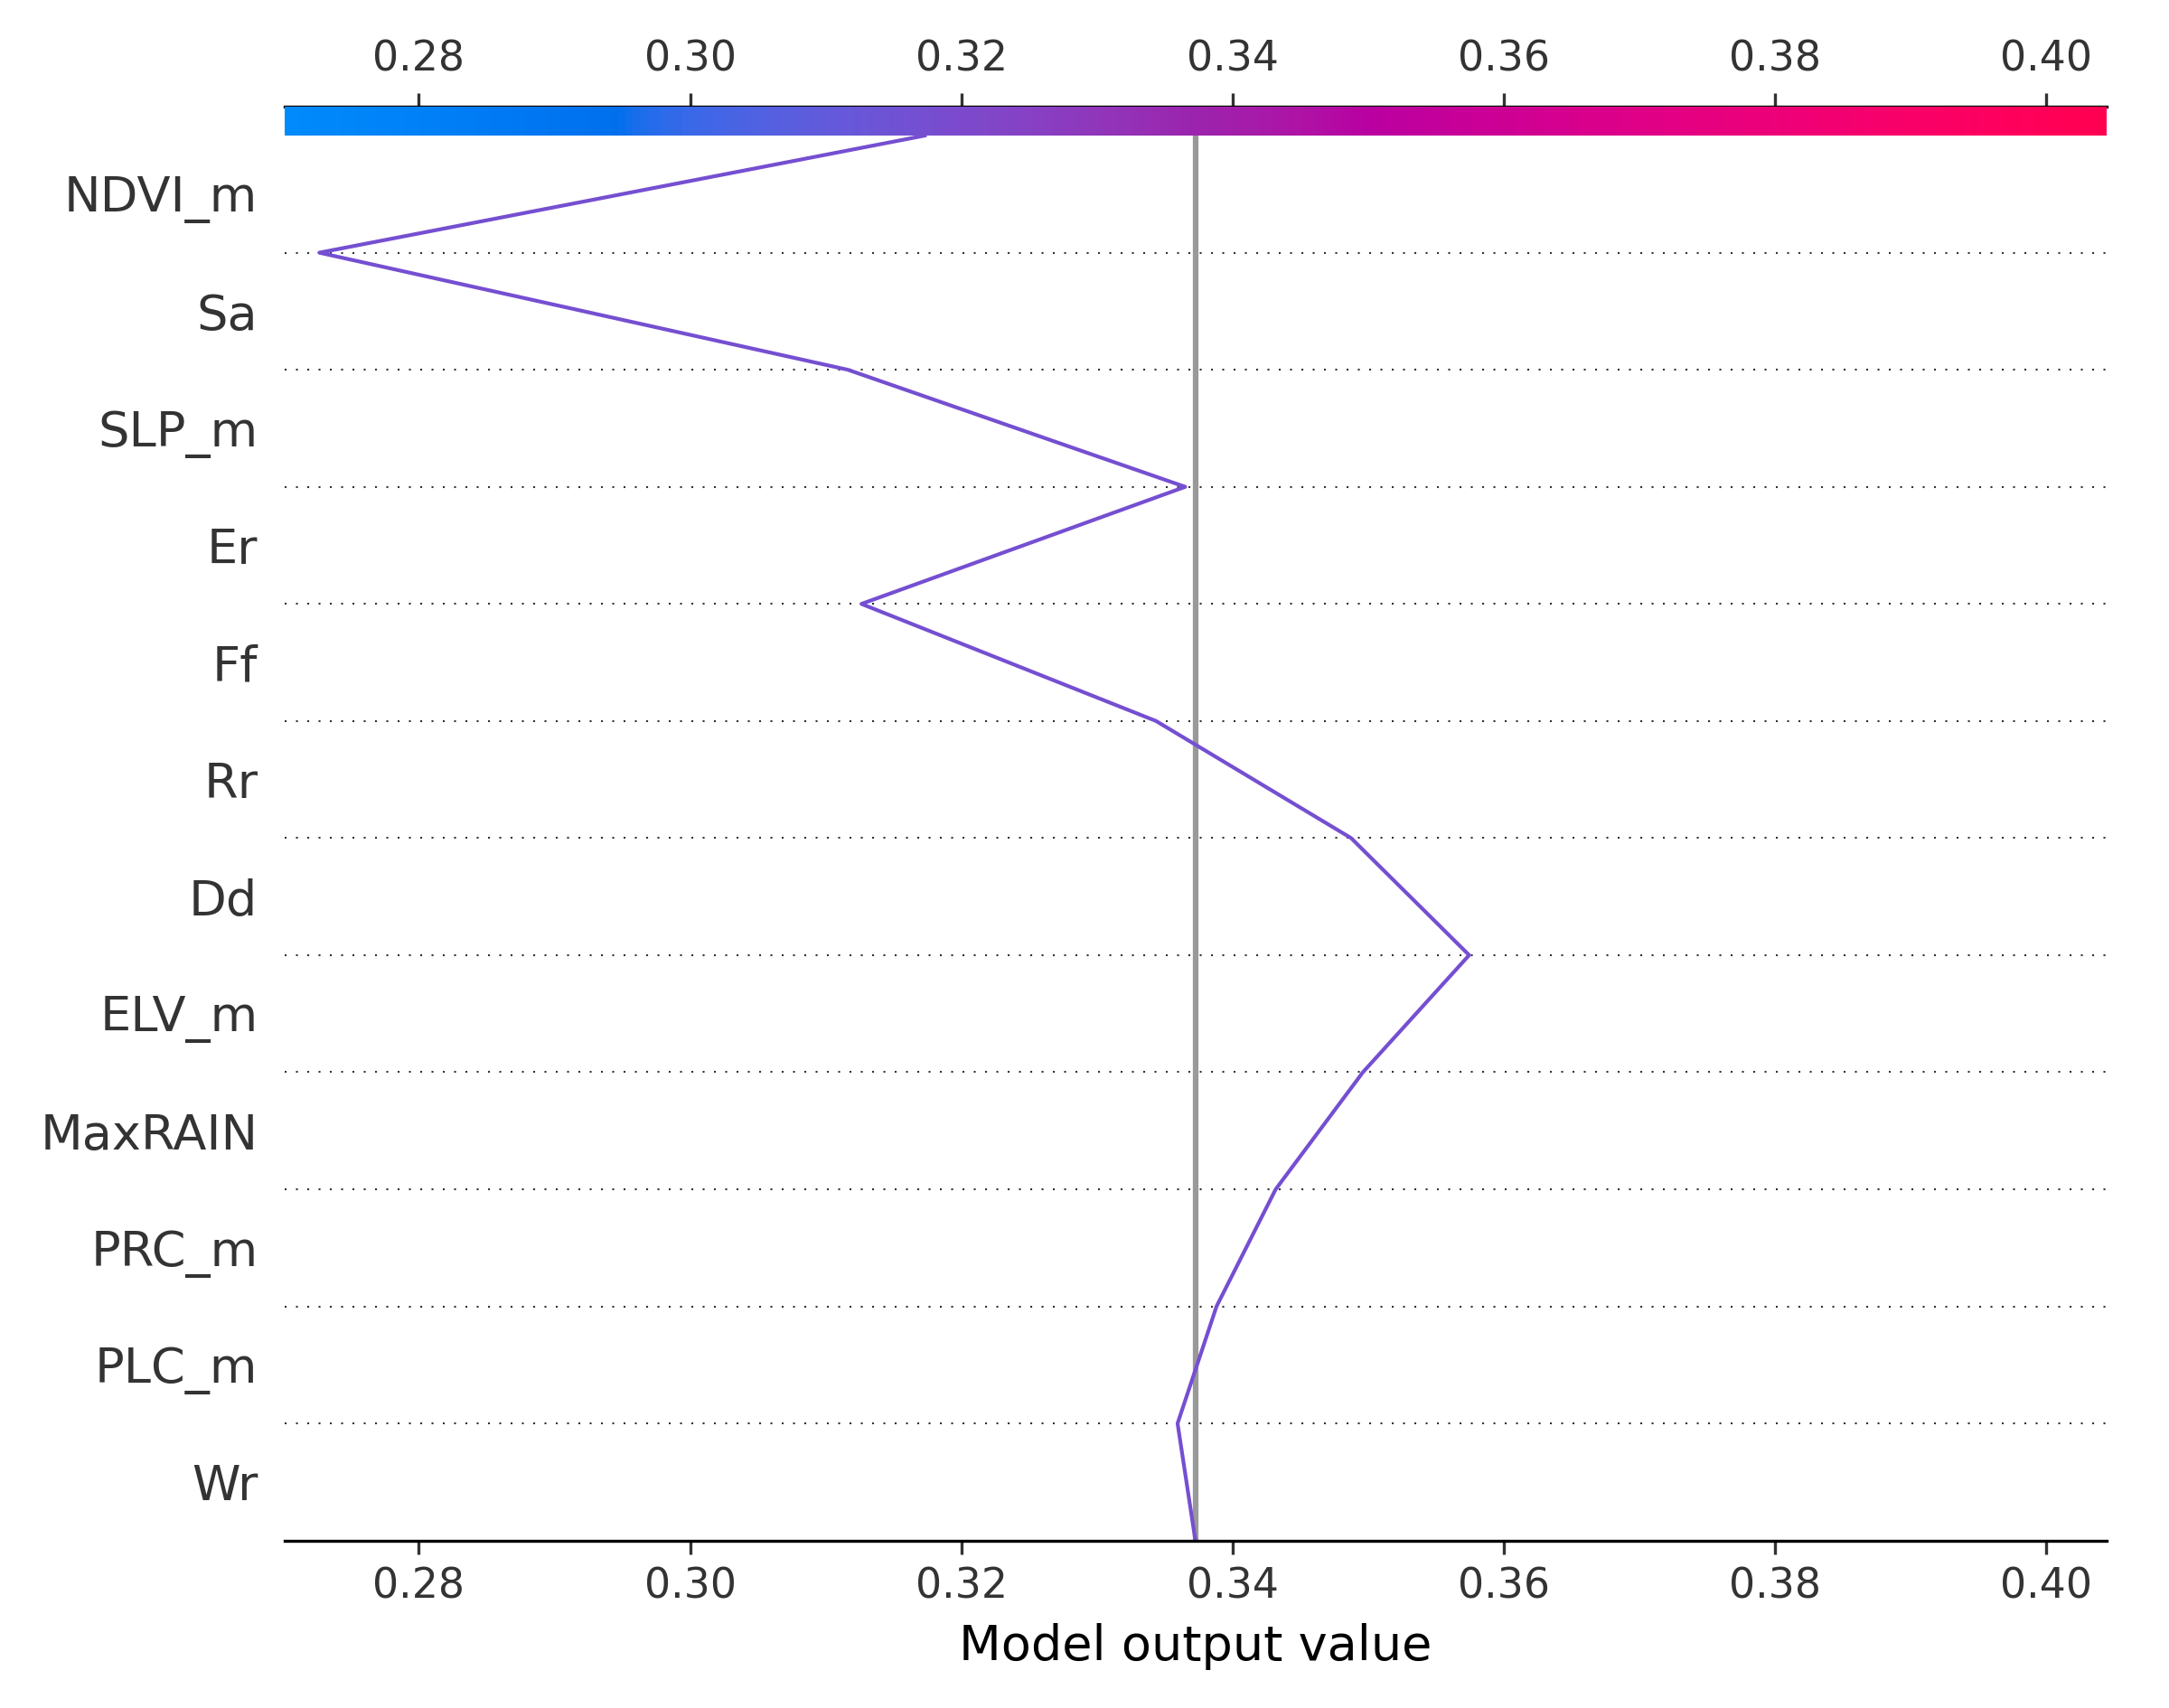 0.28 0.30 0.32 0.34 0.36 0.38 0.40
NDVI_m
Sa
SLP_m
Er
Ff
Rr
Dd
ELV_m
MaxRAIN
PRC_m
PLC_m
Wr
0.28 0.30 0.32 0.34 0.36 0.38 0.40
Model output value